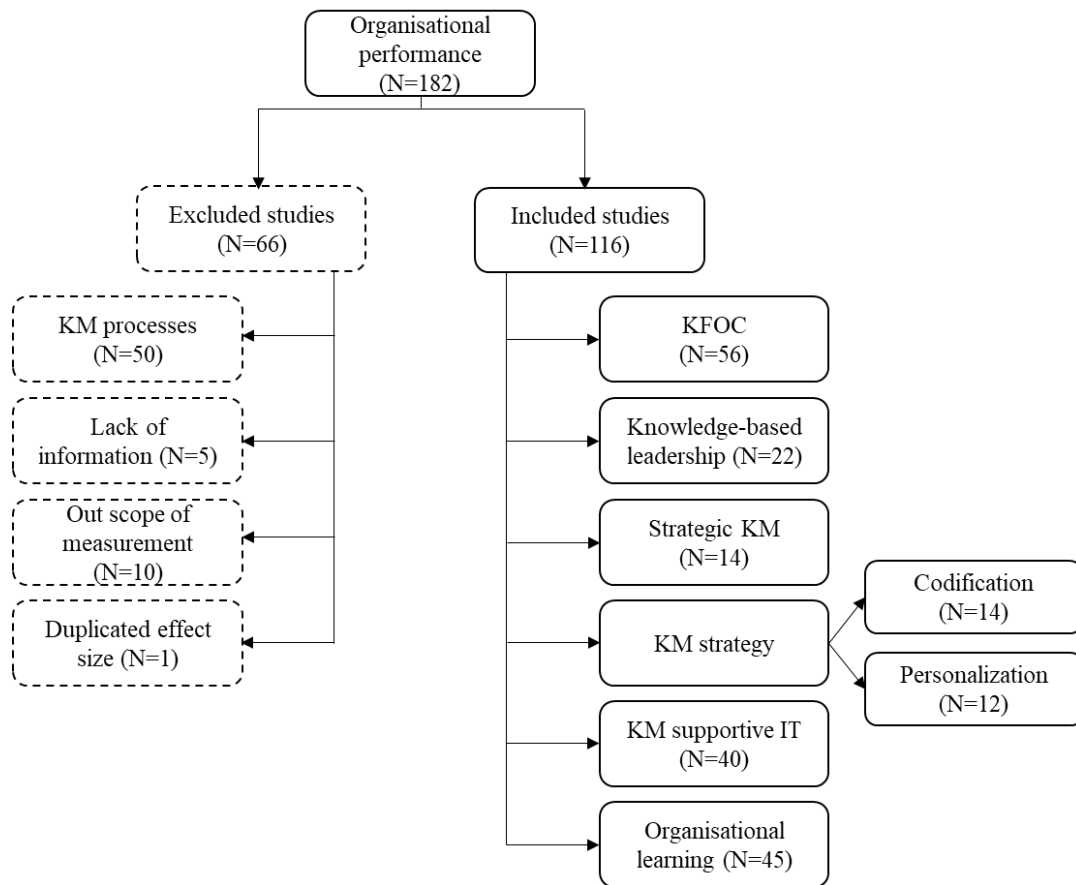 Organisational
performance
(N=182)
Excluded studies
(N=66)
Included studies
(N=116)
KM processes
(N=50)
Lack of
information (N=5)
Out scope of
measurement
(N=10)
Duplicated effect
size (N=1)
KFOC
(N=56)
Knowledge-based
leadership (N=22)
Strategic KM
(N=14)
KM strategy
Codification
(N=14)
Personalization
(N=12)
KM supportive IT
(N=40)
Organisational
learning (N=45)